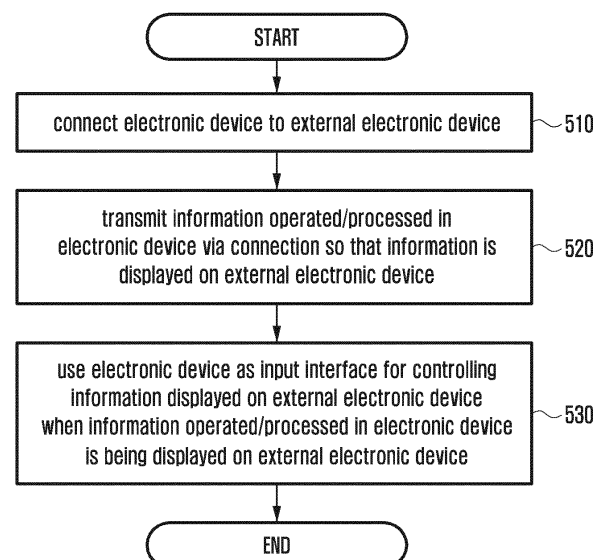 START
connect electronic device to external electronic device
510
transmit information operated/processed in
electronic device via connection so that information is
displayed on external electronic device
520
use electronic device as input interface for controlling
information displayed on external electronic device
when information operated/processed in electronic device
is being displayed on external electronic device
530
END